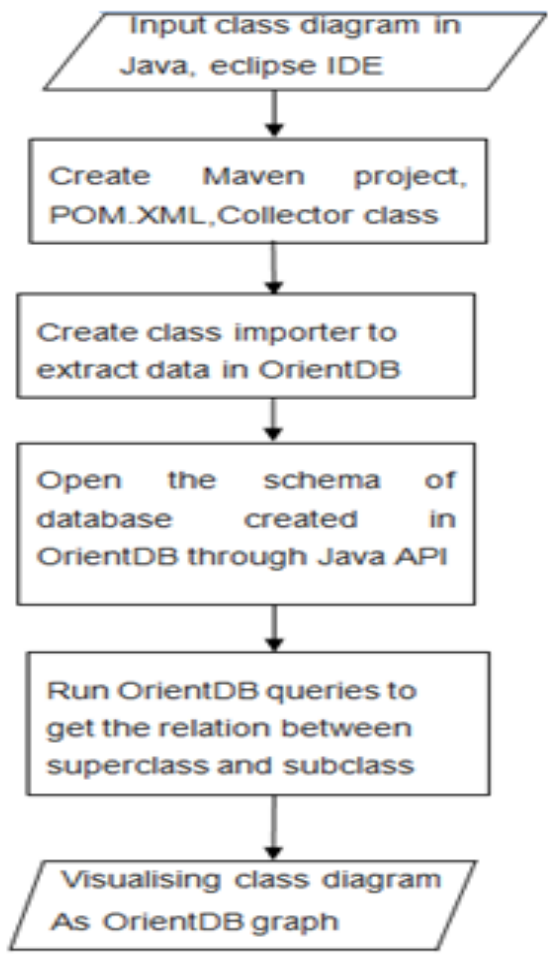 Input class diagram in
Java, eclipse IDE
Create Maven project,
POM.XML,Collector class
Create class importer to
extract data in OrientDB
Open the schema of
database created in
OrientDB through Java API
Run OrientDB queries to
get the relation between
superclass and subclass
Visualising class diagram
As OrientDB graph